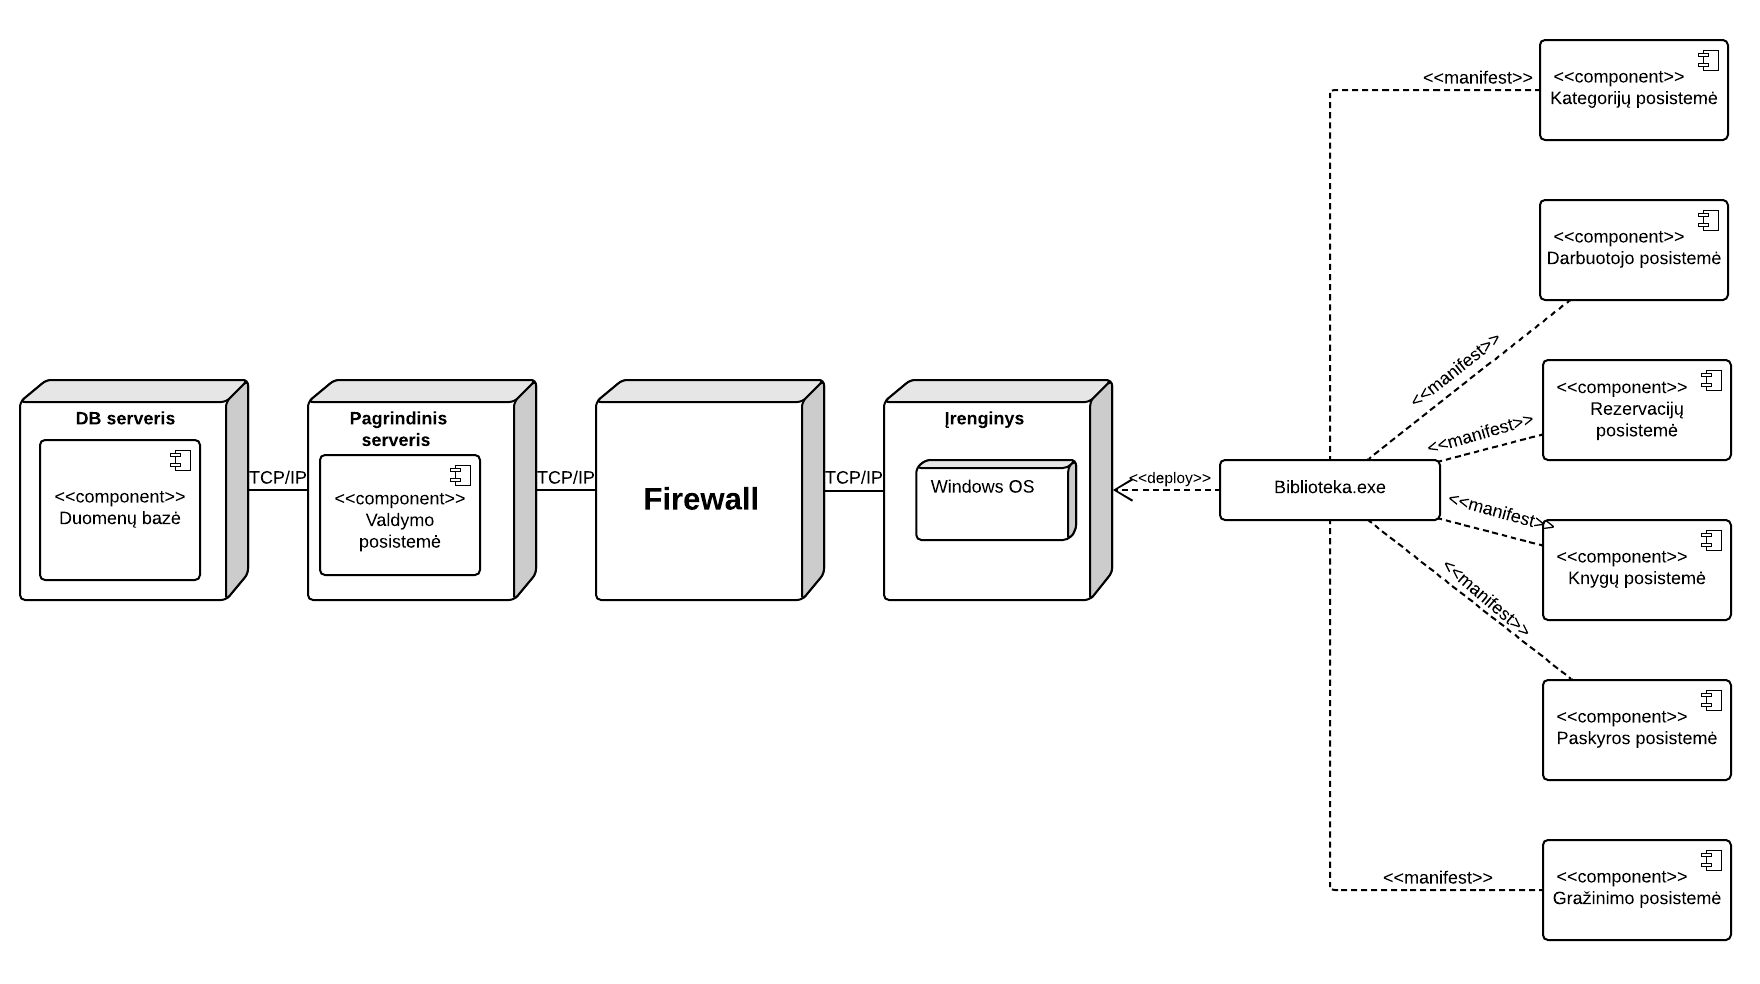 DB serveris
<<component>>
Duomenų bazė
TCP/IP
Pagrindinis
serveris
<<component>>
Valdymo
posistemė
TCP/IP
Firewall
TCP/IP
Įrenginys
Windows OS
<<deploy>>
Biblioteka.exe
<<manifest>>
<<component>>
Kategorijų posistemė
<<manifest>>
<<component>>
Darbuotojo posistemė
<<manifest>>
<<component>>
Rezervacijų
posistemė
<<manifest>>
<<component>>
Knygų posistemė
<<manifest>>
<<component>>
Paskyros posistemė
<<manifest>>
<<component>>
Gražinimo posistemė